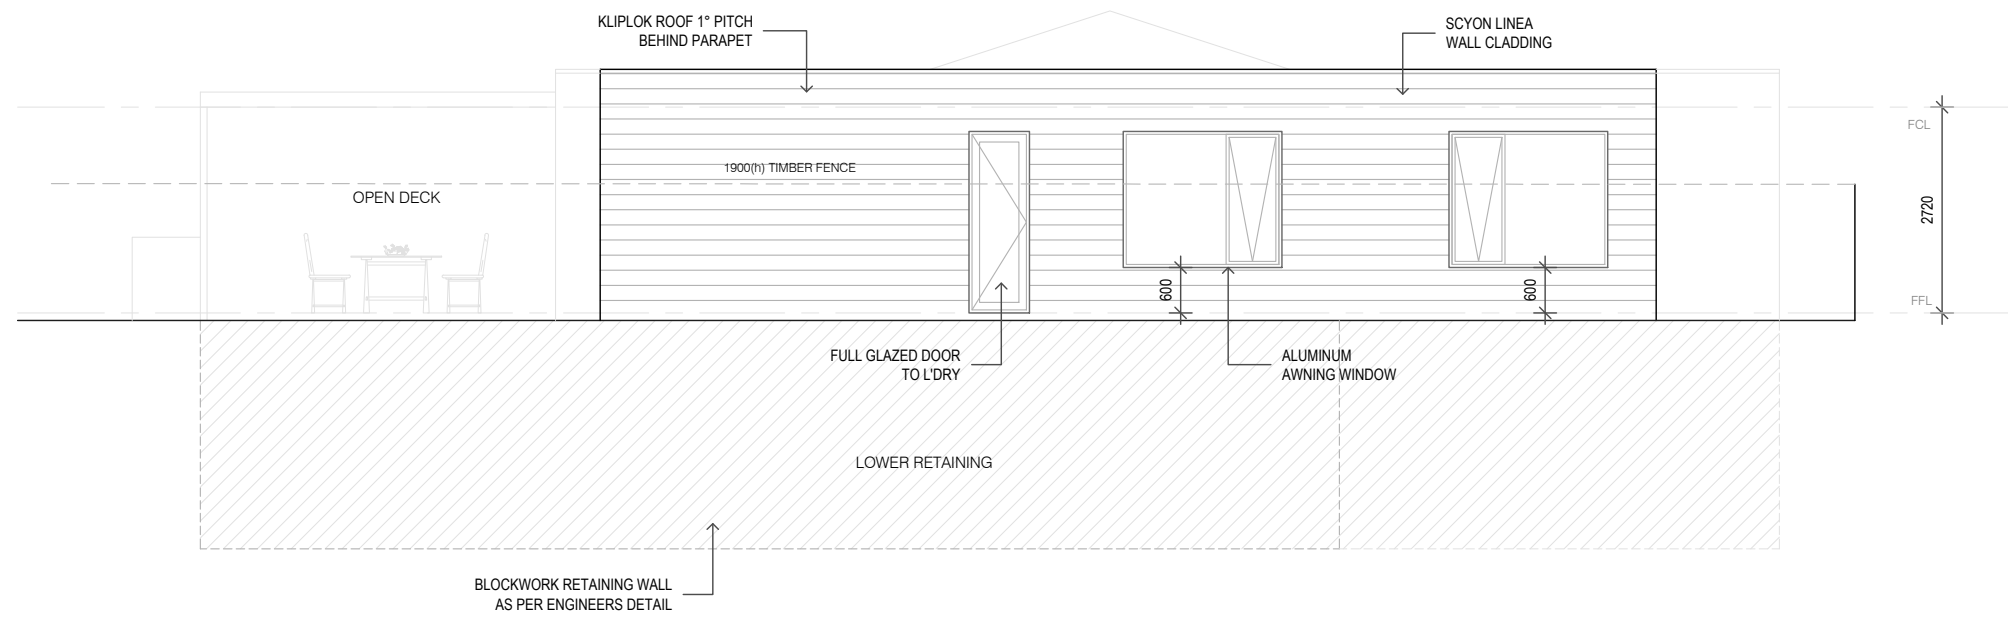 KLIPLOK ROOF 1° PITCH
BEHIND PARAPET
SCYON LINEA
WALL CLADDING
FCL
1900(h) TIMBER FENCE
OPEN DECK
2720
600
600
FFL
FULL GLAZED DOOR
TO L'DRY
ALUMINUM
AWNING WINDOW
LOWER RETAINING
BLOCKWORK RETAINING WALL
AS PER ENGINEERS DETAIL